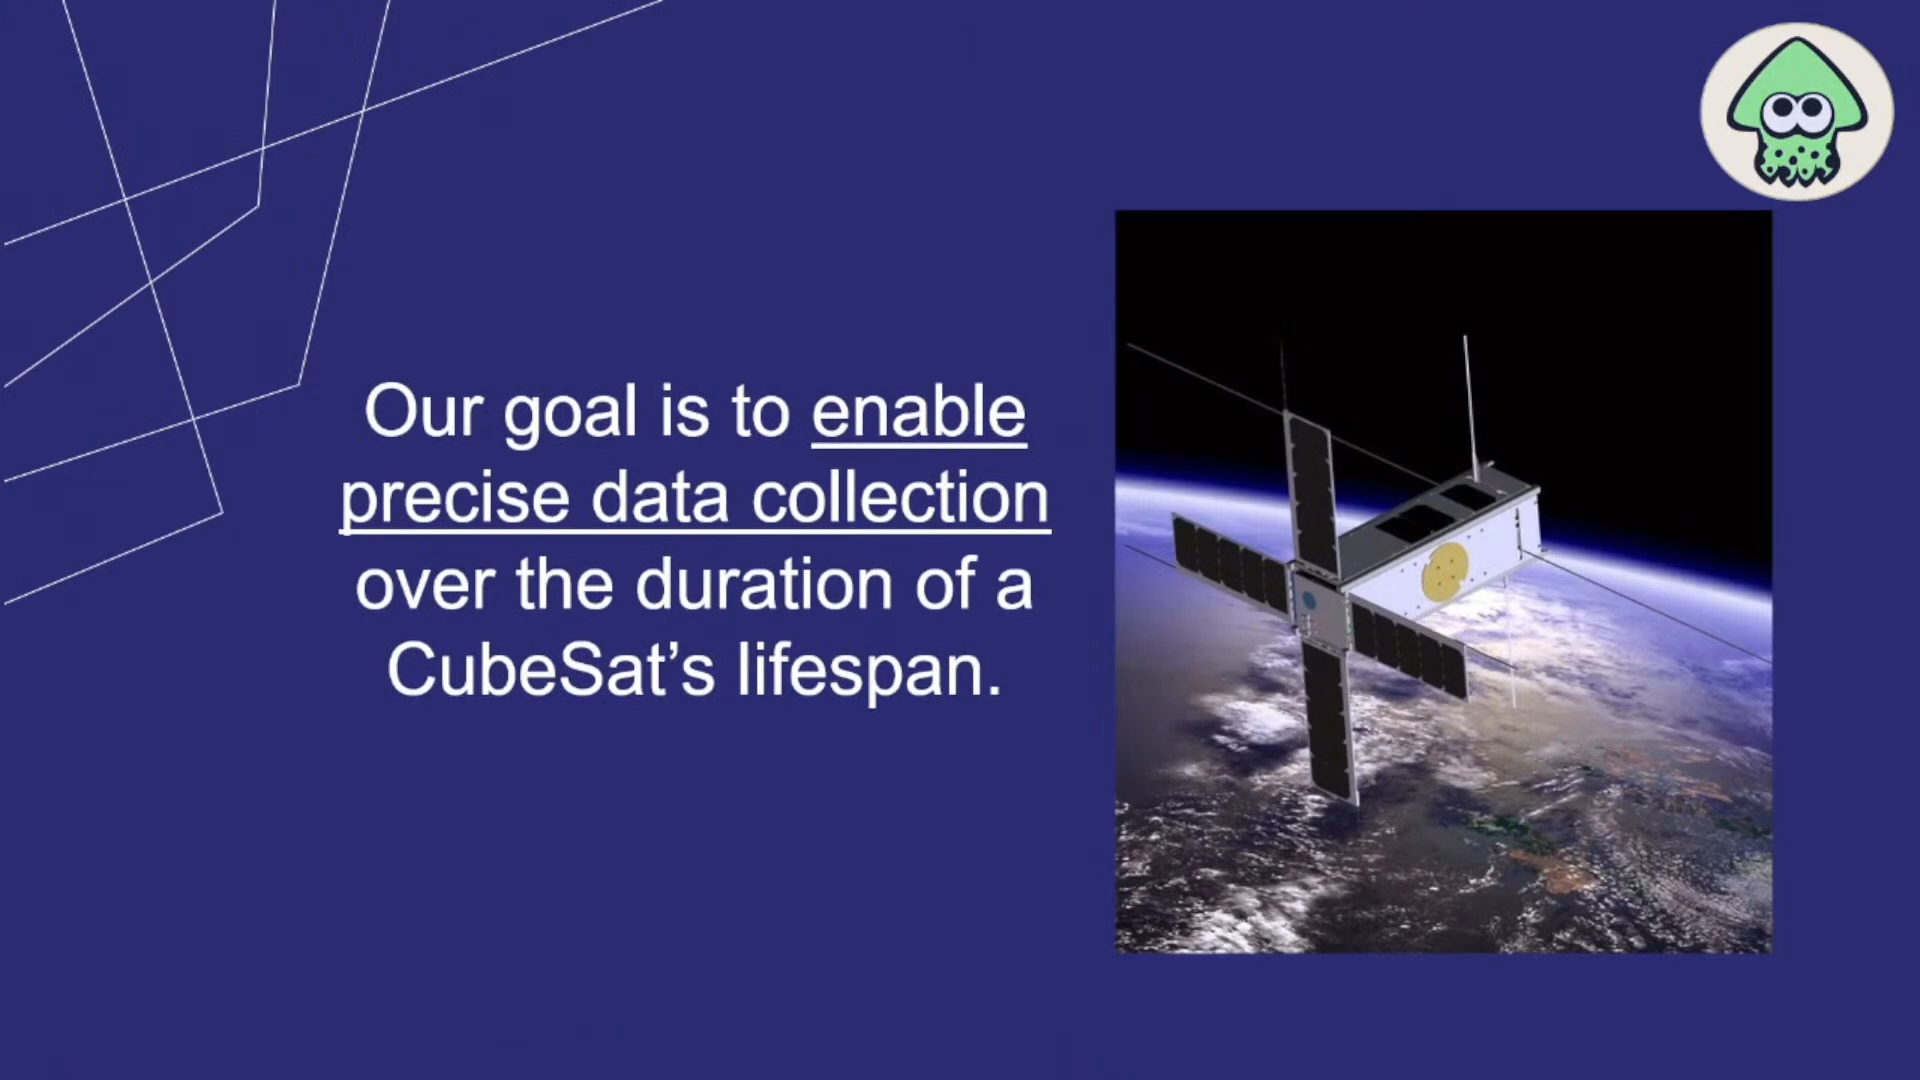 Our goal is to enable
precise data collection
over the duration of a
CubeSat’s lifespan.